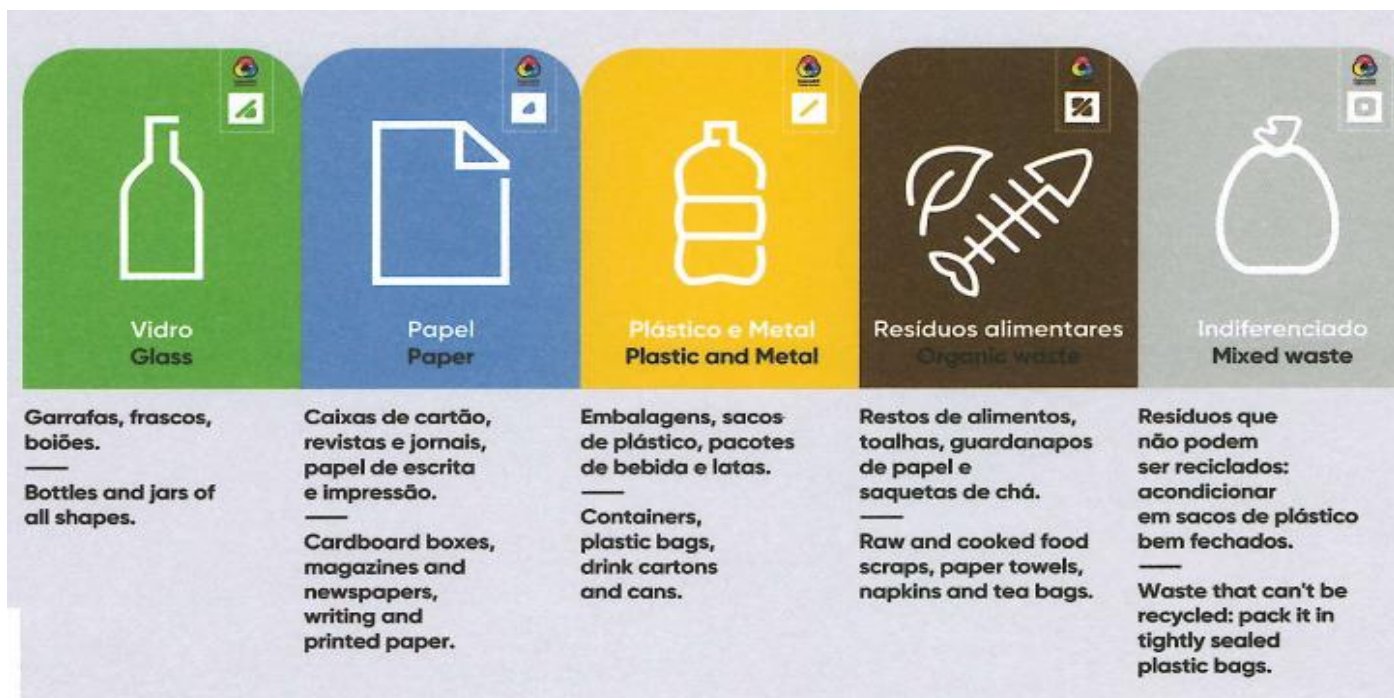 Vidro
Glass
Garrafas, frascos,
boiões.
Bottles and jars of
all shapes.
Papel
Paper
Caixas de cartão,
revistas e jornais,
papel de escrita
e impressão.
Cardboard boxes,
magazines and
newspapers,
writing and
printed paper.
Plástico e Metal
Plastic and Metal
Embalagens, sacos
de plástico, pacotes
de bebida e latas.
Containers,
plastic bags,
drink cartons
and cans.
Resíduos alimentares
Organic waste
Restos de alimentos,
toalhas, guardanapos
de papel e
saquetas de chá.
Raw and cooked food
scraps, paper towels,
napkins and tea bags.
Indiferenciado
Mixed waste
Resíduos que
não podem
ser reciclados:
acondicionar
em sacos de plástico
bem fechados.
Waste that can't be
recycled: pack it in
tightly sealed
plastic bags.